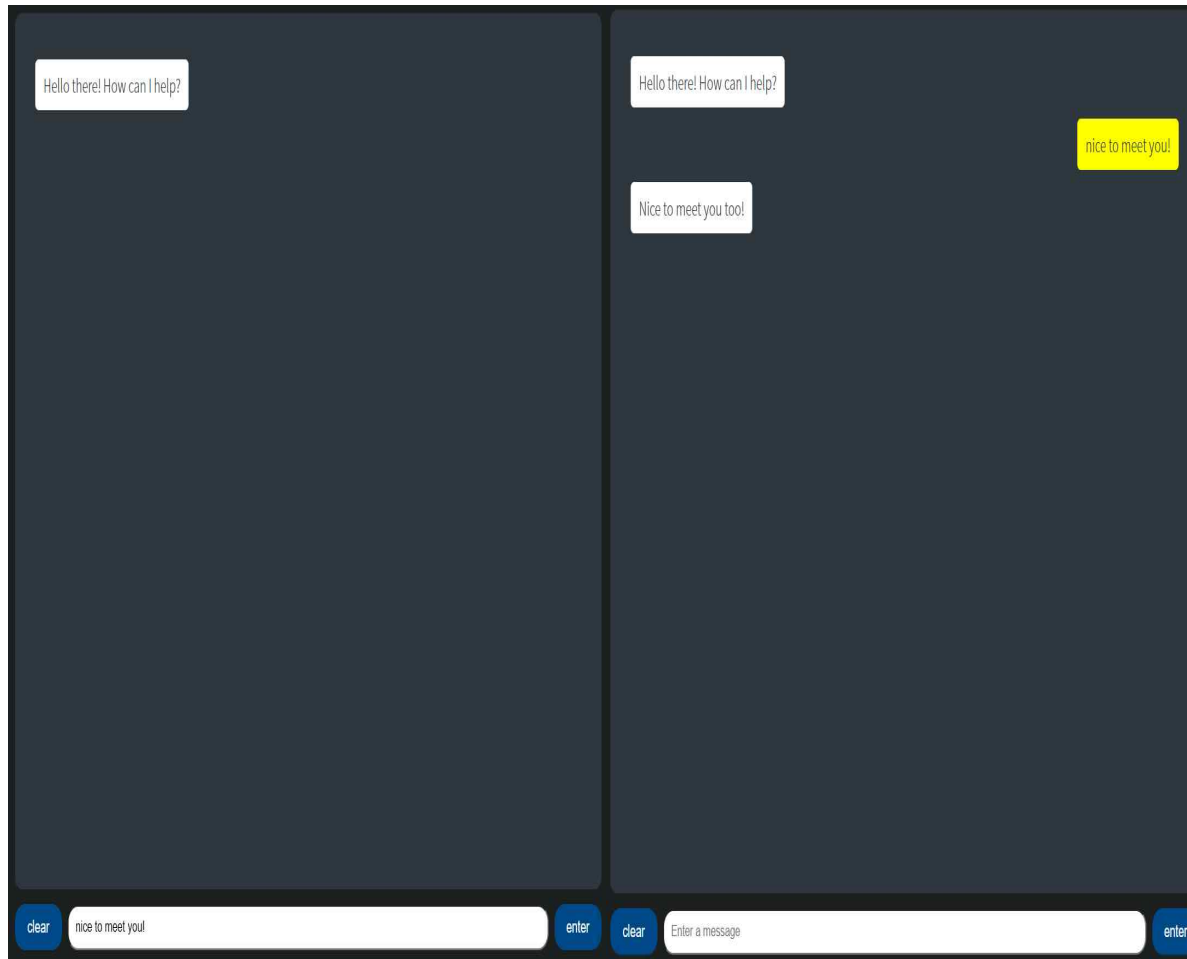 Hello there! How can I help?
clear
nice to meet you!
enter
Hello there! How can I help?
nice to meet you!
Nice to meet you too!
clear
Enter a message
enter